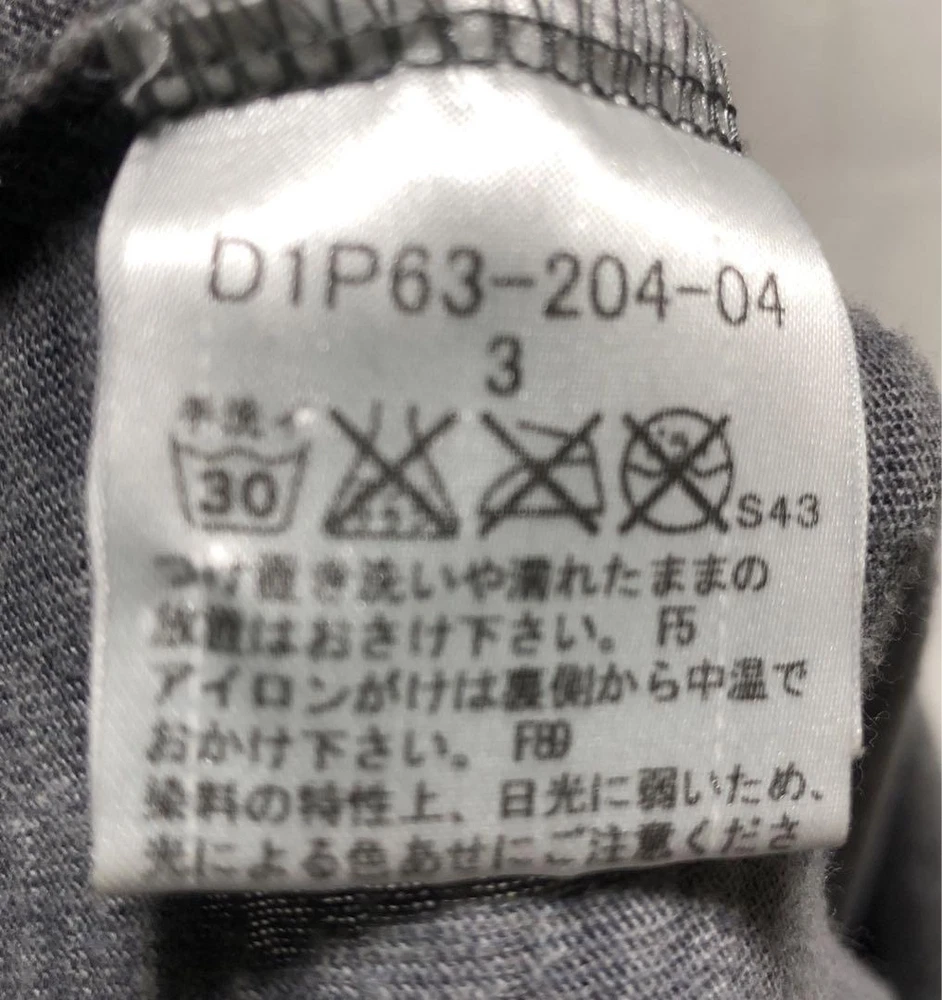 D1P63-204-04
3
手洗イ
30
S43
つけ置き洗いや濡れたままの
放置はおさけ下さい。 F5
アイロンがけは裏側から中温で
おかけ下さい。 F89
染料の特性上、日光に弱いため、
光による色あせにご注意くださ